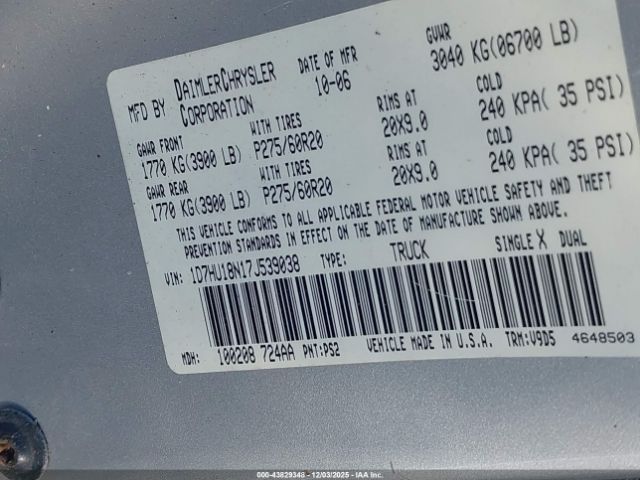 MFD BY DAIMLERCHRYSLER CORPORATION DATE OF MFR 10-06 GVWR 3040 KG(06700 LB)
GAWR FRONT WITH TIRES RIMS AT COLD
1770 KG(3900 LB) P275/60R20 20X9.0 240 KPA( 35 PSI)
GAWR REAR WITH TIRES RIMS AT COLD
1770 KG(3900 LB) P275/60R20 20X9.0 240 KPA( 35 PSI)
THIS VEHICLE CONFORMS TO ALL APPLICABLE FEDERAL MOTOR VEHICLE SAFETY AND THEFT
PREVENTION STANDARDS IN EFFECT ON THE DATE OF MANUFACTURE SHOWN ABOVE.
VIN: 1D7HU18N17J539038 TYPE: TRUCK SINGLE X DUAL
MDH: 100208 724AA PNT:PS2 VEHICLE MADE IN U.S.A. TRM:V9D5 4648503
000-43829348 - 12/03/2025 - IAA Inc.